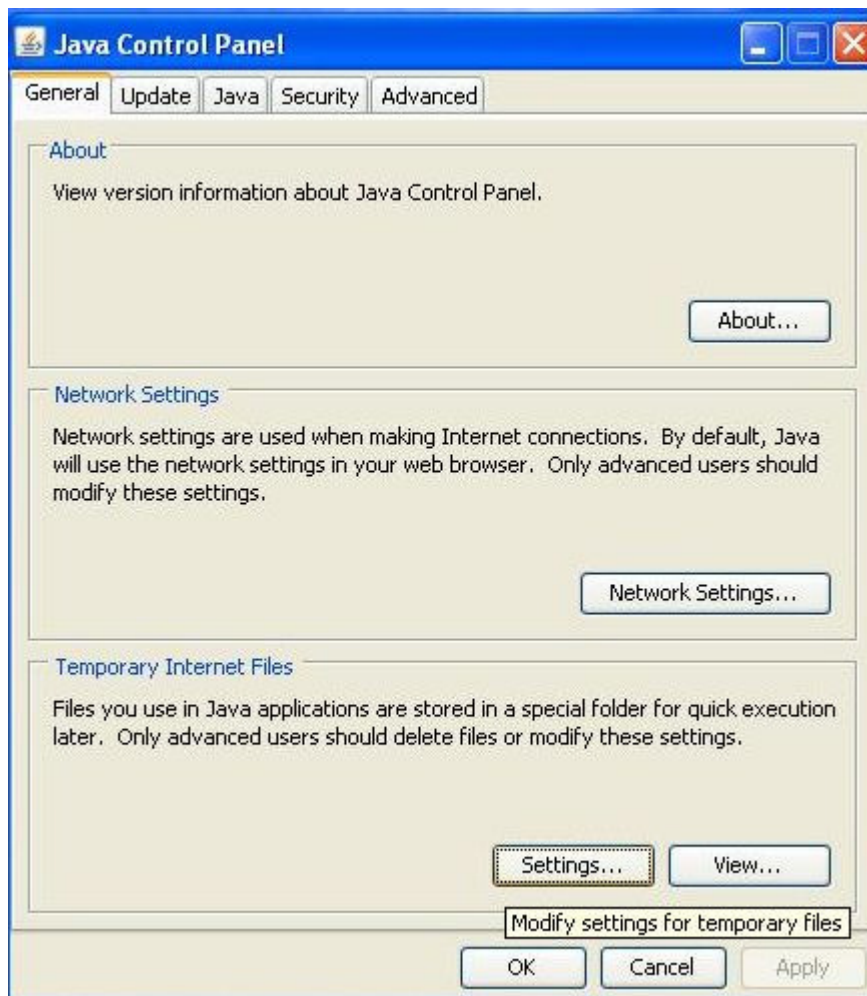 Java Control Panel
General Update Java Security Advanced
About
View version information about Java Control Panel.
About...
Network Settings
Network settings are used when making Internet connections.  By default, Java
will use the network settings in your web browser.  Only advanced users should
modify these settings.
Network Settings...
Temporary Internet Files
Files you use in Java applications are stored in a special folder for quick execution
later.  Only advanced users should delete files or modify these settings.
Settings... View...
Modify settings for temporary files
OK Cancel Apply